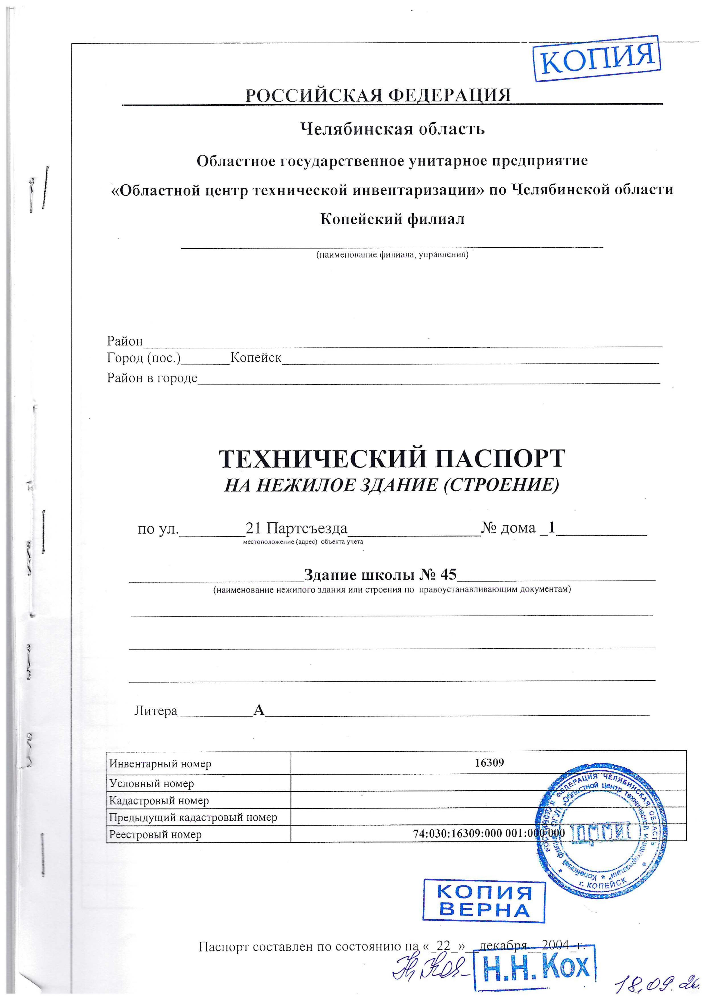 КОПИЯ
РОССИЙСКАЯ ФЕДЕРАЦИЯ
Челябинская область
Областное государственное унитарное предприятие
«Областной центр технической инвентаризации» по Челябинской области
Копейский филиал
(наименование филиала, управления)
Район
Город (пос.) Копейск
Район в городе
ТЕХНИЧЕСКИЙ ПАСПОРТ
НА НЕЖИЛОЕ ЗДАНИЕ (СТРОЕНИЕ)
по ул. 21 Партсъезда № дома 1
местоположение (адрес) объекта учета
Здание школы № 45
(наименование нежилого здания или строения по правоустанавливающим документам)
Литера А
Инвентарный номер 16309
Условный номер
Кадастровый номер
Предыдущий кадастровый номер
Реестровый номер 74:030:16309:000 001:000 000
РОССИЙСКАЯ ФЕДЕРАЦИЯ ЧЕЛЯБИНСКАЯ ОБЛАСТЬ
ОГУП „Областной центр технической инвентаризации" * Копейский филиал
г. КОПЕЙСК
КОПИЯ
ВЕРНА
Паспорт составлен по состоянию на «_22_»__декабря__2004_г.
Н.Н. Кох
18.09.20